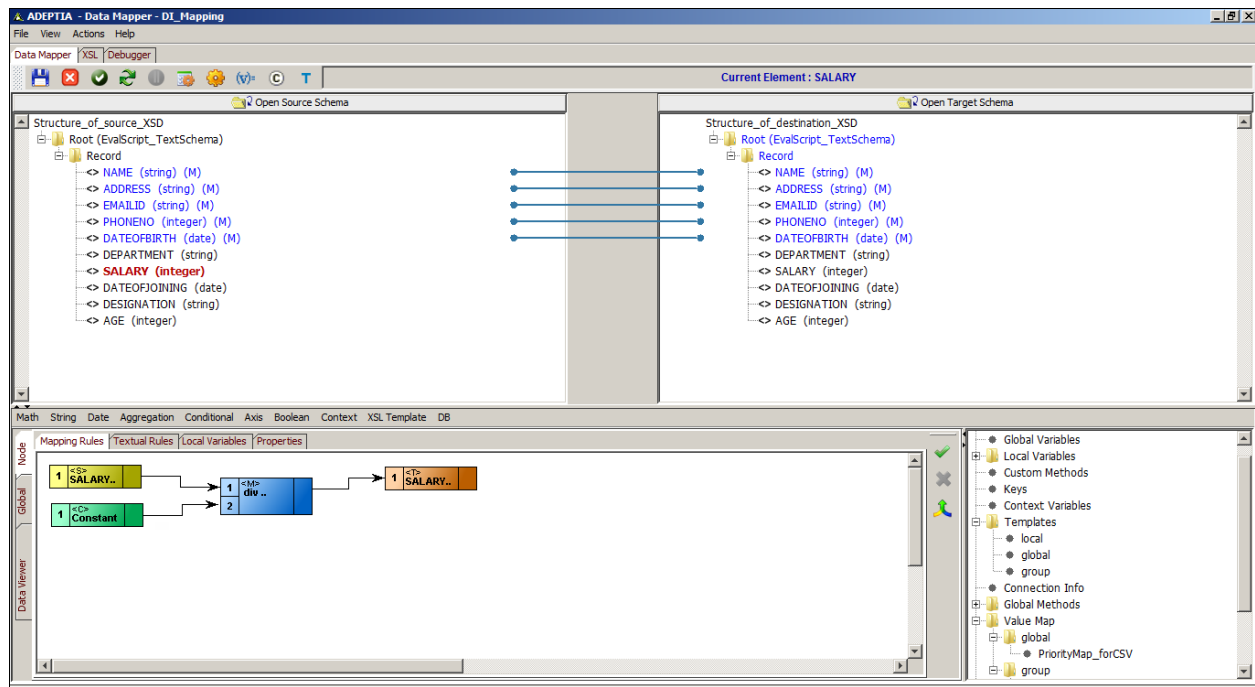 ADEPTIA - Data Mapper - DI_Mapping
File View Actions Help
Data Mapper XSL Debugger
(v)= C T Current Element : SALARY
Open Source Schema Open Target Schema
Structure_of_source_XSD
Root (EvalScript_TextSchema)
Record
<> NAME (string) (M)
<> ADDRESS (string) (M)
<> EMAILID (string) (M)
<> PHONENO (integer) (M)
<> DATEOFBIRTH (date) (M)
<> DEPARTMENT (string)
<> SALARY (integer)
<> DATEOFJOINING (date)
<> DESIGNATION (string)
<> AGE (integer)
Structure_of_destination_XSD
Root (EvalScript_TextSchema)
Record
<> NAME (string) (M)
<> ADDRESS (string) (M)
<> EMAILID (string) (M)
<> PHONENO (integer) (M)
<> DATEOFBIRTH (date) (M)
<> DEPARTMENT (string)
<> SALARY (integer)
<> DATEOFJOINING (date)
<> DESIGNATION (string)
<> AGE (integer)
Math String Date Aggregation Conditional Axis Boolean Context XSL Template DB
Node
Global
Data Viewer
Mapping Rules Textual Rules Local Variables Properties
1 <S> SALARY..
1 <C> Constant
1 <M> div ..
2
1 <T> SALARY..
Global Variables
Local Variables
Custom Methods
Keys
Context Variables
Templates
local
global
group
Connection Info
Global Methods
Value Map
global
PriorityMap_forCSV
group